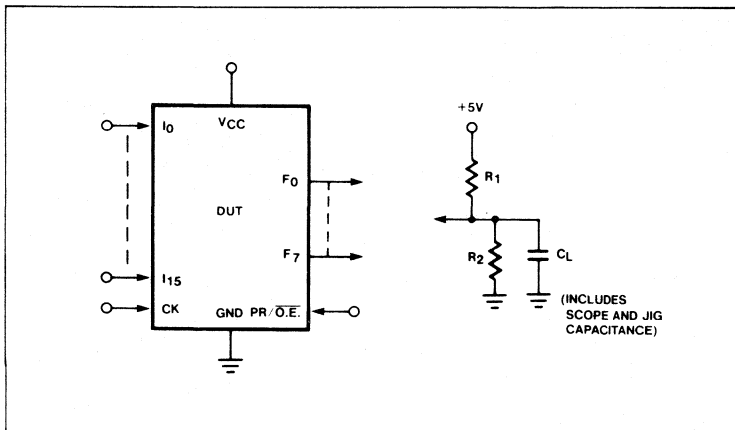 VCC
I0
F0
DUT
F7
I15
CK
GND PR/O.E.
+5V
R1
R2
CL
(INCLUDES
SCOPE AND JIG
CAPACITANCE)